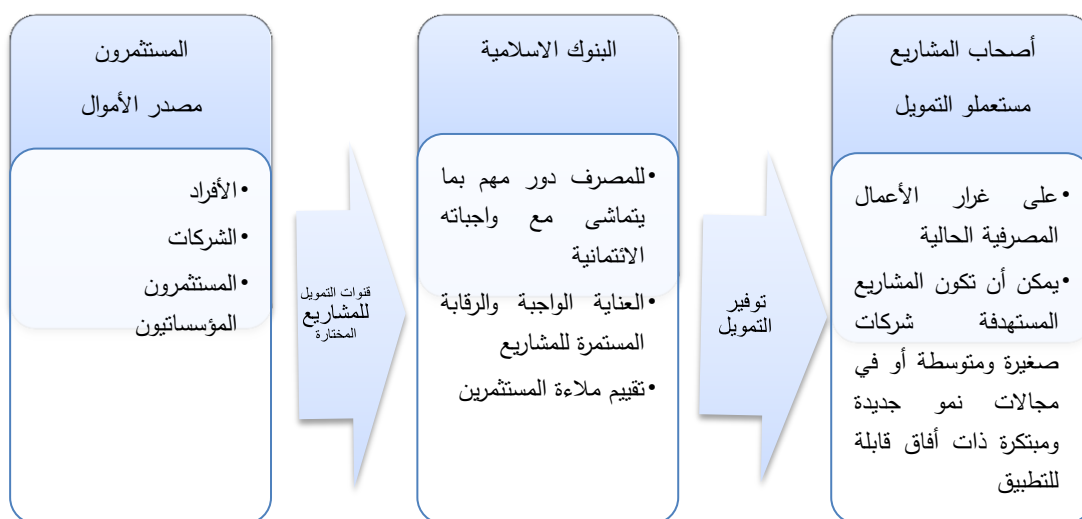 المستثمرون
مصدر الأموال
•الأفراد
•الشركات
•المستثمرون
المؤسساتيون
قنوات التمويل
للمشاريع
المختارة
البنوك الاسلامية
•للمصرف دور مهم بما
يتماشى مع واجباته
الائتمانية
•العناية الواجبة والرقابة
المستمرة للمشاريع
•تقييم ملاءة المستثمرين
توفير
التمويل
أصحاب المشاريع
مستعملو التمويل
•على غرار الأعمال
المصرفية الحالية
•يمكن أن تكون المشاريع
المستهدفة شركات
صغيرة ومتوسطة أو في
مجالات نمو جديدة
ومبتكرة ذات أفاق قابلة
للتطبيق